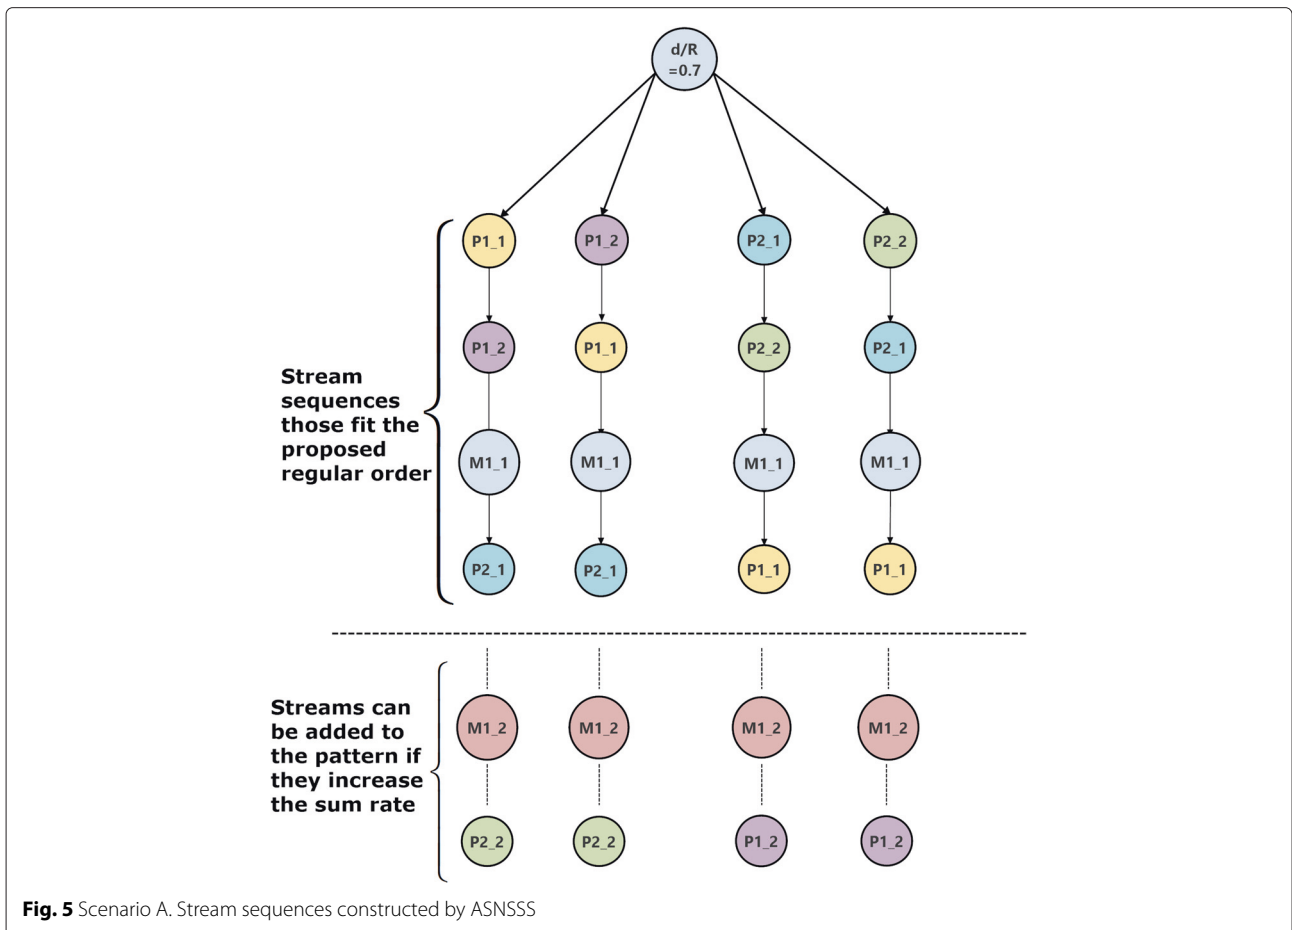 d/R
=0.7
P1_1
P1_2
P2_1
P2_2
P1_2
P1_1
P2_2
P2_1
Stream
sequences
those fit the
proposed
regular order
M1_1
M1_1
M1_1
M1_1
P2_1
P2_1
P1_1
P1_1
Streams can
be added to
the pattern if
they increase
the sum rate
M1_2
M1_2
M1_2
M1_2
P2_2
P2_2
P1_2
P1_2
Fig. 5 Scenario A. Stream sequences constructed by ASNSSS